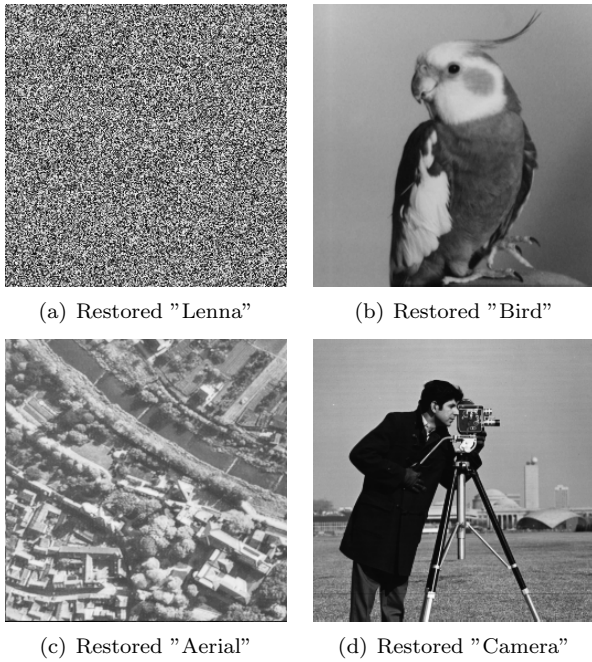 (a) Restored ”Lenna”
(b) Restored ”Bird”
(c) Restored ”Aerial”
(d) Restored ”Camera”